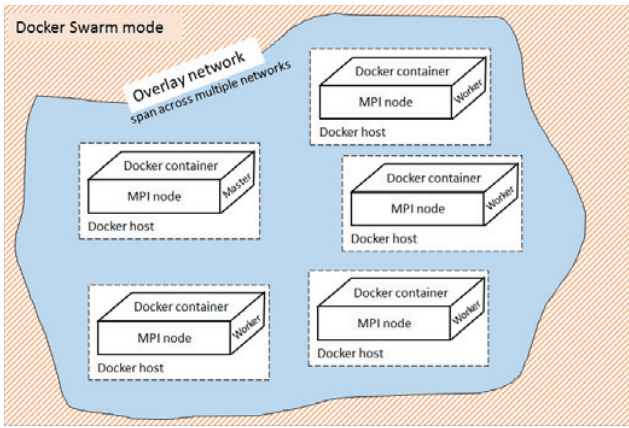 Docker Swarm mode
Overlay network
span across multiple networks
Docker container
MPI node
Worker
Docker host
Docker container
MPI node
Master
Docker host
Docker container
MPI node
Worker
Docker host
Docker container
MPI node
Worker
Docker host
Docker container
MPI node
Worker
Docker host